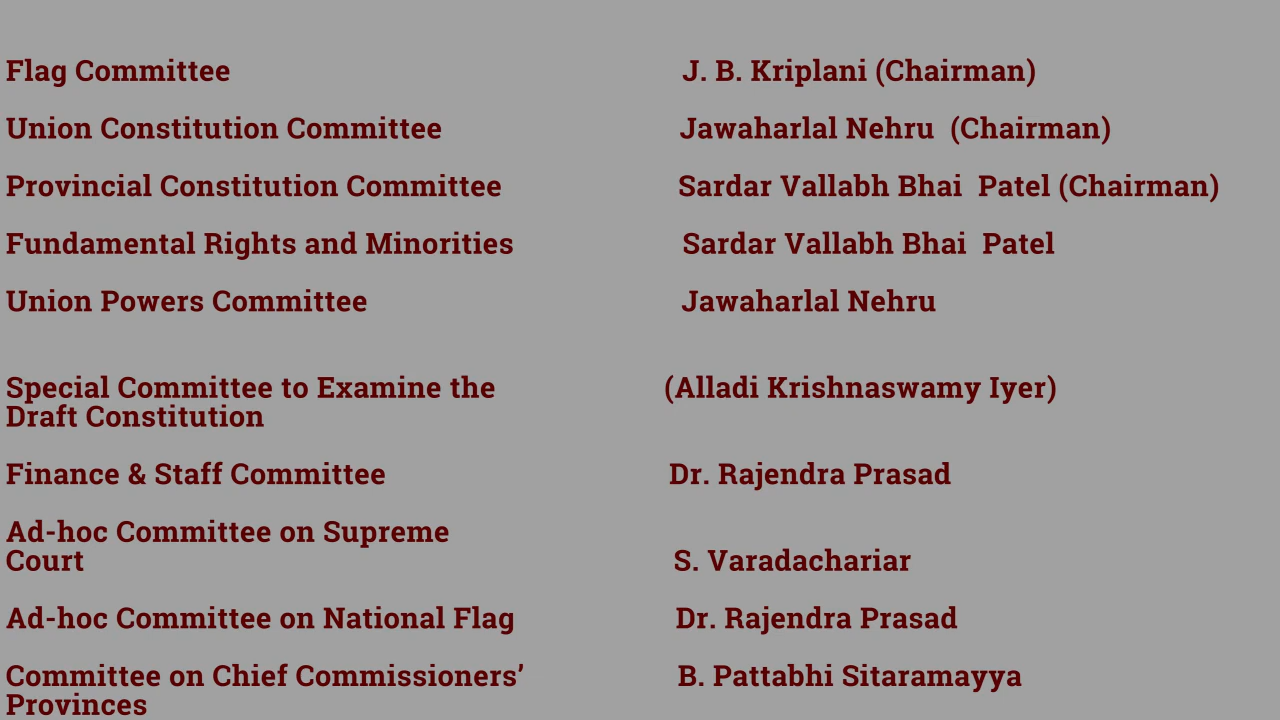 Flag Committee J. B. Kriplani (Chairman)
Union Constitution Committee Jawaharlal Nehru (Chairman)
Provincial Constitution Committee Sardar Vallabh Bhai Patel (Chairman)
Fundamental Rights and Minorities Sardar Vallabh Bhai Patel
Union Powers Committee Jawaharlal Nehru
Special Committee to Examine the (Alladi Krishnaswamy Iyer)
Draft Constitution
Finance & Staff Committee Dr. Rajendra Prasad
Ad-hoc Committee on Supreme
Court S. Varadachariar
Ad-hoc Committee on National Flag Dr. Rajendra Prasad
Committee on Chief Commissioners’ B. Pattabhi Sitaramayya
Provinces